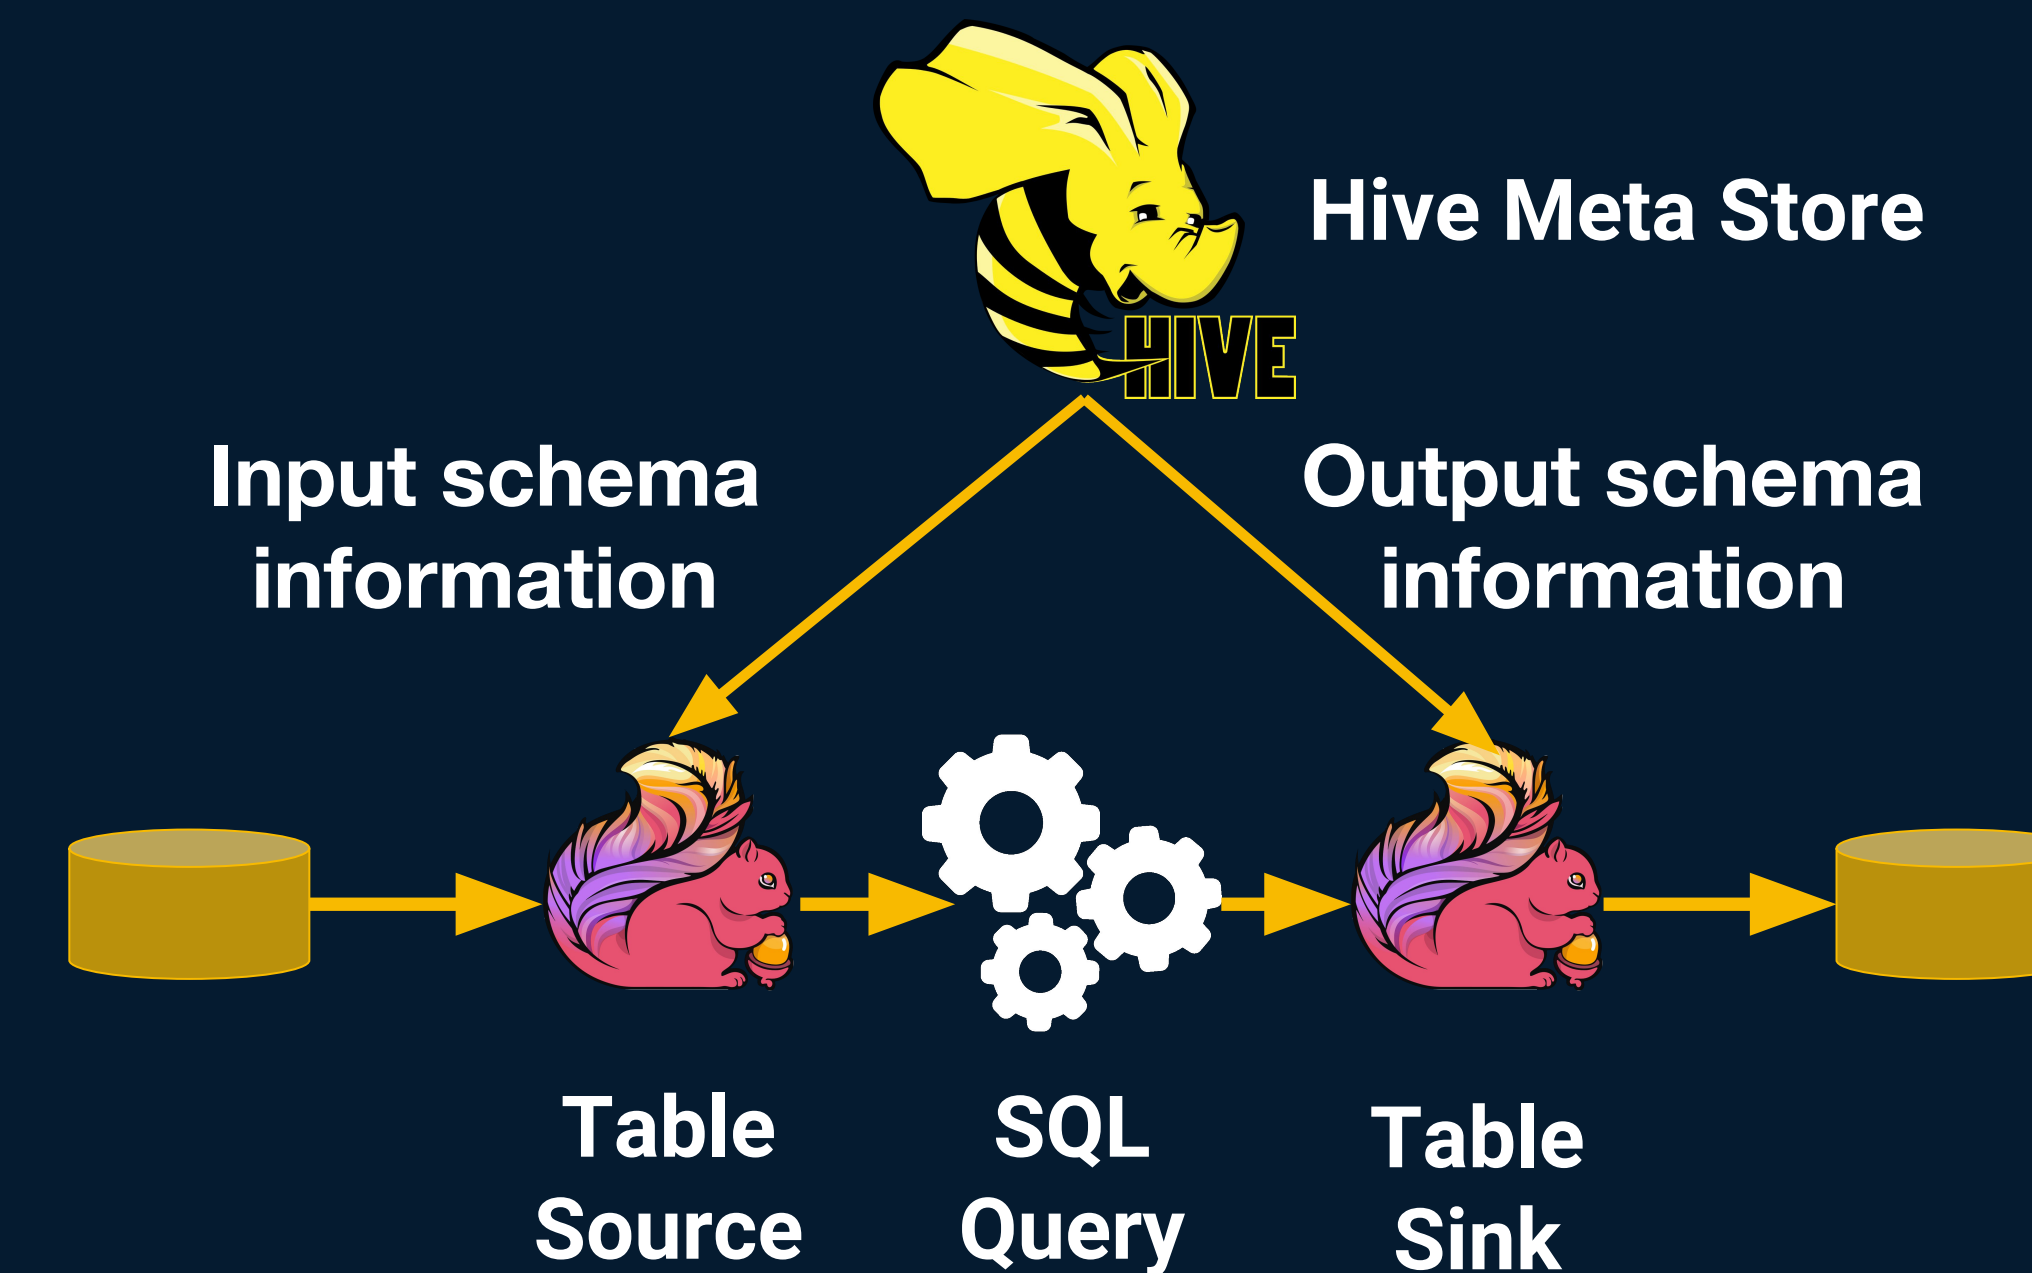 Hive Meta Store
HIVE
Input schema
information
Output schema
information
Table
Source
SQL
Query
Table
Sink